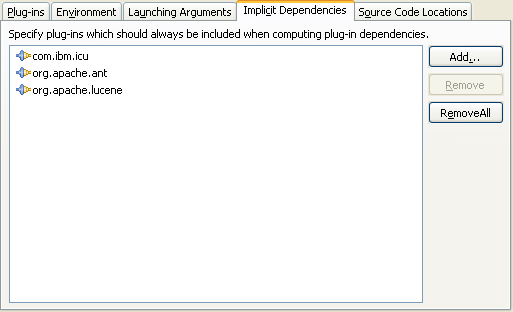 Plug-ins Environment Launching Arguments Implicit Dependencies Source Code Locations
Specify plug-ins which should always be included when computing plug-in dependencies.
com.ibm.icu
org.apache.ant
org.apache.lucene
Add...
Remove
RemoveAll